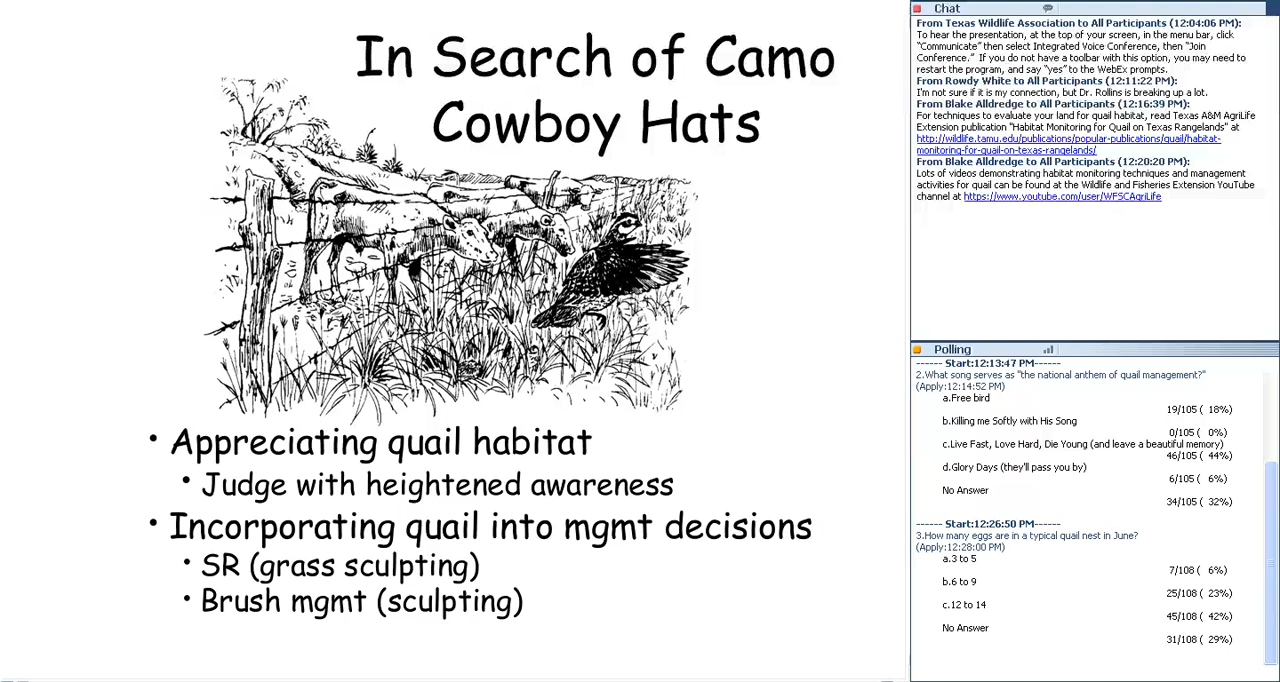 In Search of Camo
Cowboy Hats
• Appreciating quail habitat
• Judge with heightened awareness
• Incorporating quail into mgmt decisions
• SR (grass sculpting)
• Brush mgmt (sculpting)
Chat
From Texas Wildlife Association to All Participants (12:04:06 PM):
To hear the presentation, at the top of your screen, in the menu bar, click
“Communicate” then select Integrated Voice Conference, then “Join
Conference.” If you do not have a toolbar with this option, you may need to
restart the program, and say “yes” to the WebEx prompts.
From Rowdy White to All Participants (12:11:22 PM):
I'm not sure if it is my connection, but Dr. Rollins is breaking up a lot.
From Blake Alldredge to All Participants (12:16:39 PM):
For techniques to evaluate your land for quail habitat, read Texas A&M AgriLife
Extension publication "Habitat Monitoring for Quail on Texas Rangelands" at
http://wildlife.tamu.edu/publications/popular-publications/quail/habitat-
monitoring-for-quail-on-texas-rangelands/
From Blake Alldredge to All Participants (12:20:20 PM):
Lots of videos demonstrating habitat monitoring techniques and management
activities for quail can be found at the Wildlife and Fisheries Extension YouTube
channel at https://www.youtube.com/user/WFSCAgriLife
Polling
------ Start:12:13:47 PM------
2.What song serves as "the national anthem of quail management?"
(Apply:12:14:52 PM)
a.Free bird
19/105 ( 18%)
b.Killing me Softly with His Song
0/105 ( 0%)
c.Live Fast, Love Hard, Die Young (and leave a beautiful memory)
46/105 ( 44%)
d.Glory Days (they'll pass you by)
6/105 ( 6%)
No Answer
34/105 ( 32%)
------ Start:12:26:50 PM------
3.How many eggs are in a typical quail nest in June?
(Apply:12:28:00 PM)
a.3 to 5
7/108 ( 6%)
b.6 to 9
25/108 ( 23%)
c.12 to 14
45/108 ( 42%)
No Answer
31/108 ( 29%)